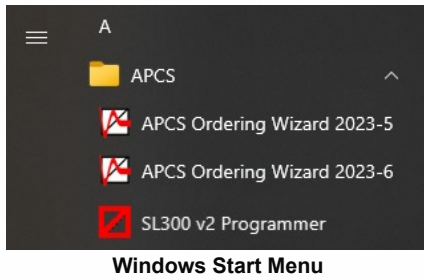 A
APCS
APCS Ordering Wizard 2023-5
APCS Ordering Wizard 2023-6
SL300 v2 Programmer
Windows Start Menu